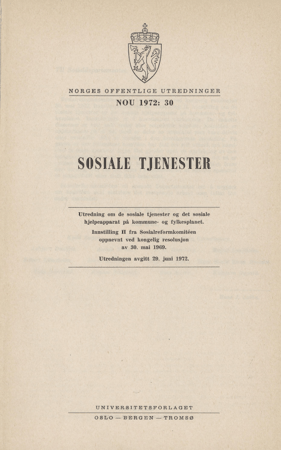 NORGES OFFENTLIGE UTREDNINGER
NOU 1972: 30
SOSIALE TJENESTER
Utredning om de sosiale tjenester og det sosiale
hjelpeapparat på kommune- og fylkesplanet.
Innstilling II fra Sosialreformkomitéen
oppnevnt ved kongelig resolusjon
av 30. mai 1969.
Utredningen avgitt 29. juni 1972.
UNIVERSITETSFORLAGET
OSLO — BERGEN — TROMSØ